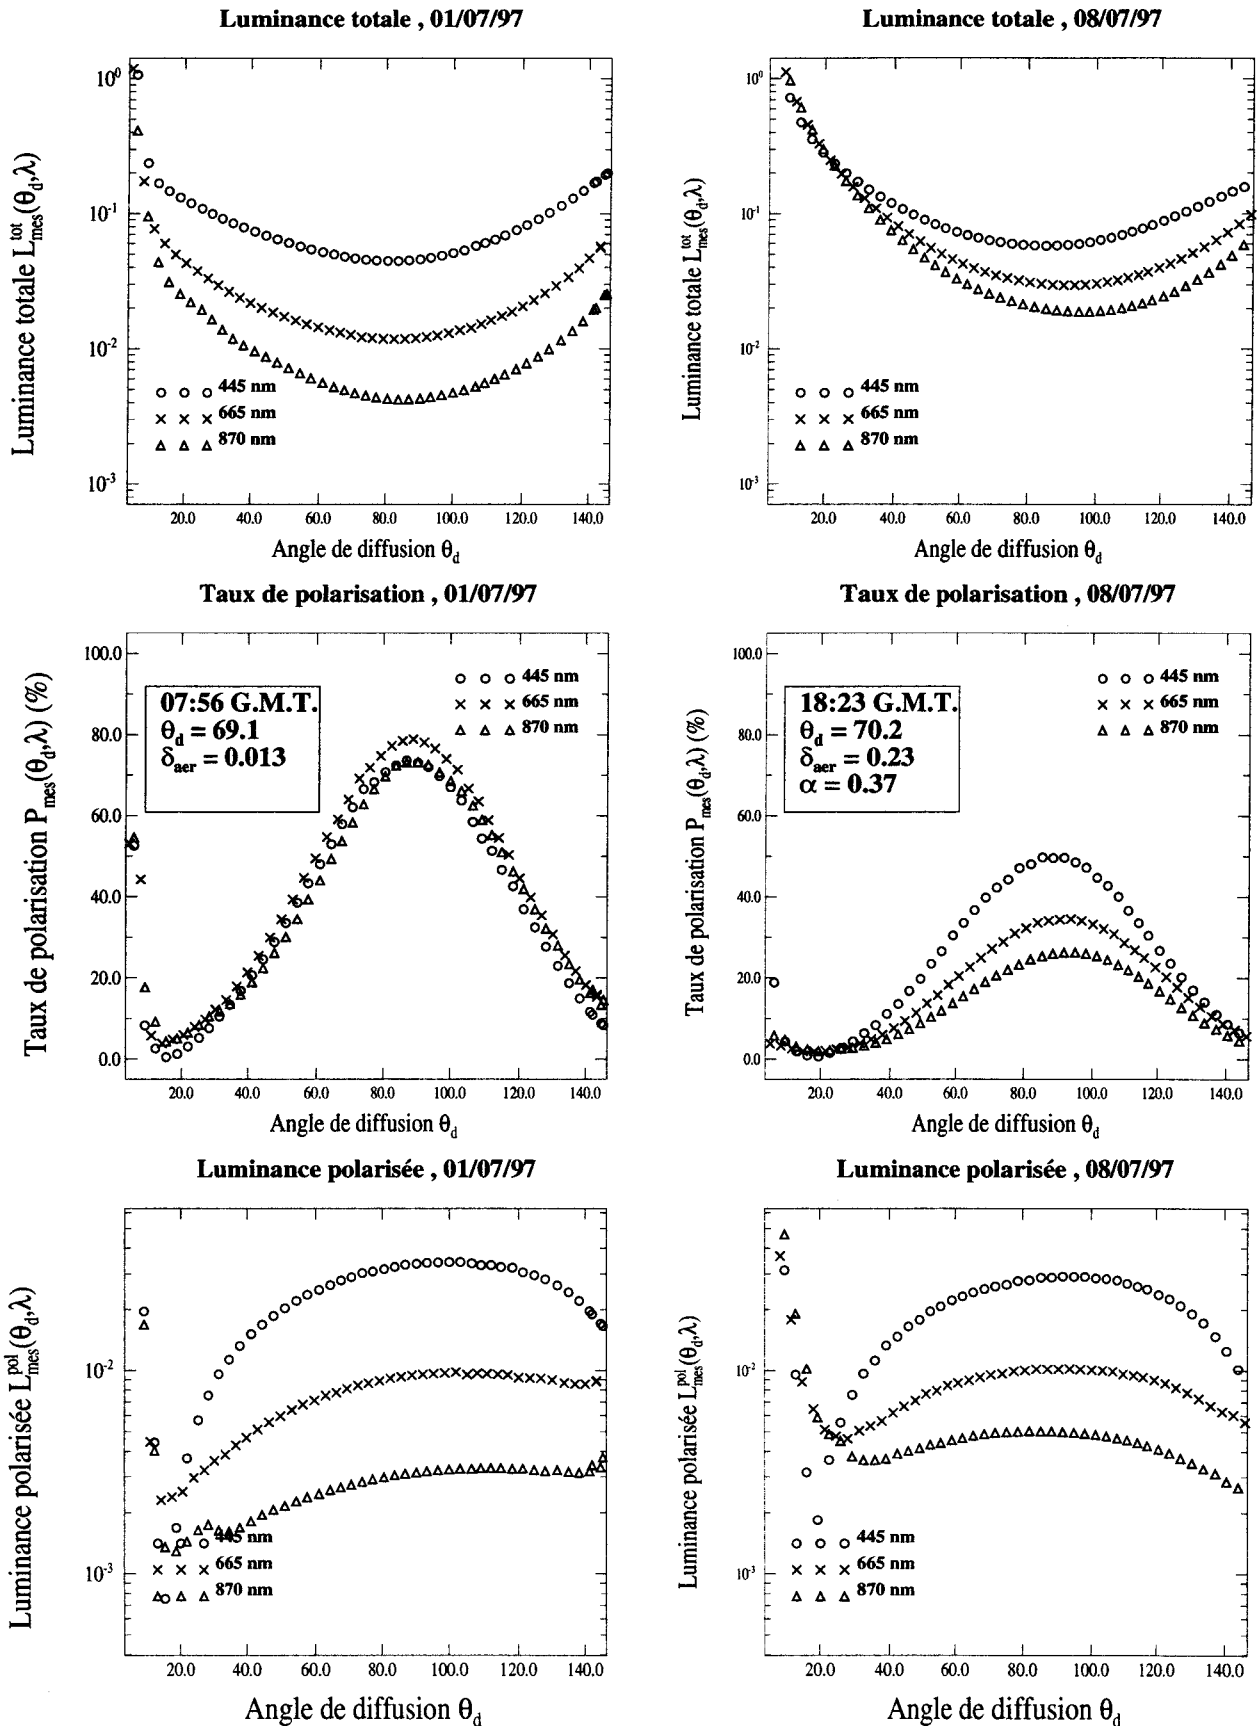 Luminance totale , 01/07/97
Luminance totale L_mes^tot(θ_d,λ)
10^0
10^-1
10^-2
10^-3
445 nm
665 nm
870 nm
20.0 40.0 60.0 80.0 100.0 120.0 140.0
Angle de diffusion θ_d
Luminance totale , 08/07/97
Luminance totale L_mes^tot(θ_d,λ)
10^0
10^-1
10^-2
10^-3
445 nm
665 nm
870 nm
20.0 40.0 60.0 80.0 100.0 120.0 140.0
Angle de diffusion θ_d
Taux de polarisation , 01/07/97
Taux de polarisation P_mes(θ_d,λ) (%)
100.0
80.0
60.0
40.0
20.0
0.0
445 nm
665 nm
870 nm
07:56 G.M.T.
θ_d = 69.1
δ_aer = 0.013
20.0 40.0 60.0 80.0 100.0 120.0 140.0
Angle de diffusion θ_d
Taux de polarisation , 08/07/97
Taux de polarisation P_mes(θ_d,λ) (%)
100.0
80.0
60.0
40.0
20.0
0.0
445 nm
665 nm
870 nm
18:23 G.M.T.
θ_d = 70.2
δ_aer = 0.23
α = 0.37
20.0 40.0 60.0 80.0 100.0 120.0 140.0
Angle de diffusion θ_d
Luminance polarisée , 01/07/97
Luminance polarisée L_mes^pol(θ_d,λ)
10^-2
10^-3
445 nm
665 nm
870 nm
20.0 40.0 60.0 80.0 100.0 120.0 140.0
Angle de diffusion θ_d
Luminance polarisée , 08/07/97
Luminance polarisée L_mes^pol(θ_d,λ)
10^-2
10^-3
445 nm
665 nm
870 nm
20.0 40.0 60.0 80.0 100.0 120.0 140.0
Angle de diffusion θ_d